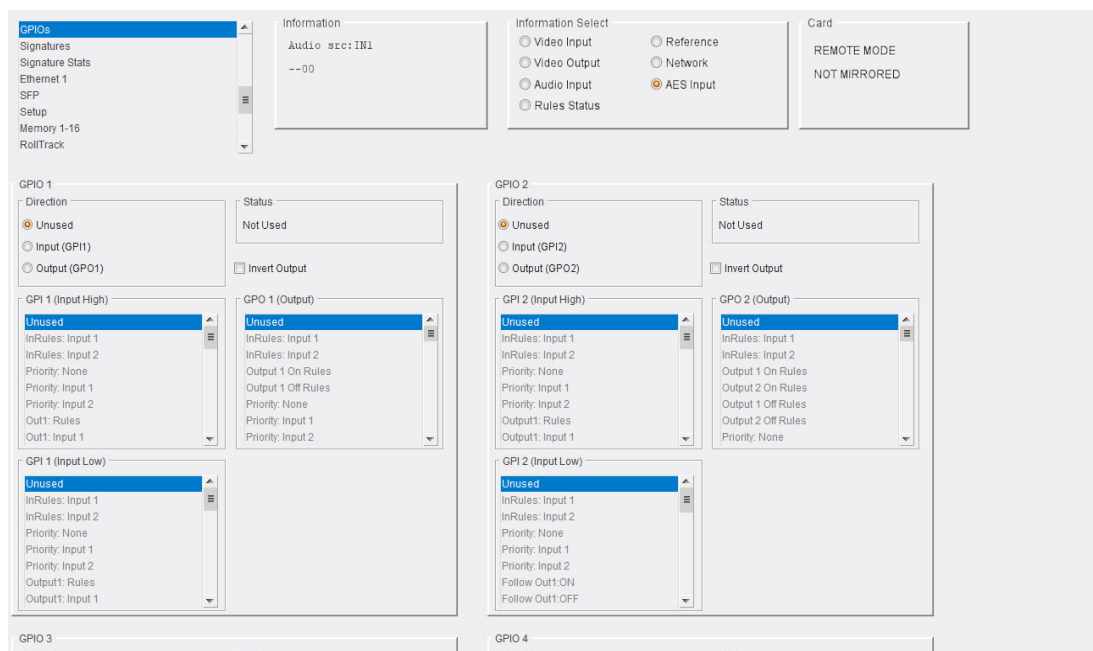 GPIOs
Signatures
Signature Stats
Ethernet 1
SFP
Setup
Memory 1-16
RollTrack
Information
Audio src:IN1
--00
Information Select
Video Input
Reference
Video Output
Network
Audio Input
AES Input
Rules Status
Card
REMOTE MODE
NOT MIRRORED
GPIO 1
Direction
Unused
Input (GPI1)
Output (GPO1)
Status
Not Used
Invert Output
GPI 1 (Input High)
Unused
InRules: Input 1
InRules: Input 2
Priority: None
Priority: Input 1
Priority: Input 2
Out1: Rules
Out1: Input 1
GPO 1 (Output)
Unused
InRules: Input 1
InRules: Input 2
Output 1 On Rules
Output 1 Off Rules
Priority: None
Priority: Input 1
Priority: Input 2
GPI 1 (Input Low)
Unused
InRules: Input 1
InRules: Input 2
Priority: None
Priority: Input 1
Priority: Input 2
Output1: Rules
Output1: Input 1
GPIO 2
Direction
Unused
Input (GPI2)
Output (GPO2)
Status
Not Used
Invert Output
GPI 2 (Input High)
Unused
InRules: Input 1
InRules: Input 2
Priority: None
Priority: Input 1
Priority: Input 2
Output1: Rules
Output1: Input 1
GPO 2 (Output)
Unused
InRules: Input 1
InRules: Input 2
Output 1 On Rules
Output 2 On Rules
Output 1 Off Rules
Output 2 Off Rules
Priority: None
GPI 2 (Input Low)
Unused
InRules: Input 1
InRules: Input 2
Priority: None
Priority: Input 1
Priority: Input 2
Follow Out1:ON
Follow Out1:OFF
GPIO 3
GPIO 4